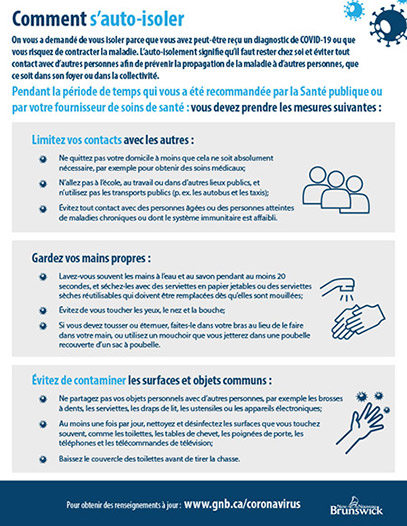 Comment s'auto-isoler
On vous a demandé de vous isoler parce que vous avez peut-être reçu un diagnostic de COVID-19 ou que
vous risquez de contracter la maladie. L'auto-isolement signifie qu'il faut rester chez soi et éviter tout
contact avec d'autres personnes afin de prévenir la propagation de la maladie à d'autres personnes, que
ce soit dans son foyer ou dans la collectivité.
Pendant la période de temps qui vous a été recommandée par la Santé publique ou
par votre fournisseur de soins de santé : vous devez prendre les mesures suivantes :
Limitez vos contacts avec les autres :
Ne quittez pas votre domicile à moins que cela ne soit absolument
nécessaire, par exemple pour obtenir des soins médicaux;
N'allez pas à l'école, au travail ou dans d'autres lieux publics, et
n'utilisez pas les transports publics (p. ex. les autobus et les taxis);
Évitez tout contact avec des personnes âgées ou des personnes atteintes
de maladies chroniques ou dont le système immunitaire est affaibli.
Gardez vos mains propres :
Lavez-vous souvent les mains à l'eau et au savon pendant au moins 20
secondes, et séchez-les avec des serviettes en papier jetables ou des serviettes
sèches réutilisables qui doivent être remplacées dès qu'elles sont mouillées;
Évitez de vous toucher les yeux, le nez et la bouche;
Si vous devez tousser ou éternuer, faites-le dans votre bras au lieu de le faire
dans votre main, ou utilisez un mouchoir que vous jetterez dans une poubelle
recouverte d'un sac à poubelle.
Évitez de contaminer les surfaces et objets communs :
Ne partagez pas vos objets personnels avec d'autres personnes, par exemple les brosses
à dents, les serviettes, les draps de lit, les ustensiles ou les appareils électroniques;
Au moins une fois par jour, nettoyez et désinfectez les surfaces que vous touchez
souvent, comme les toilettes, les tables de chevet, les poignées de porte, les
téléphones et les télécommandes de télévision;
Baissez le couvercle des toilettes avant de tirer la chasse.
Pour obtenir des renseignements à jour : www.gnb.ca/coronavirus
Brunswick